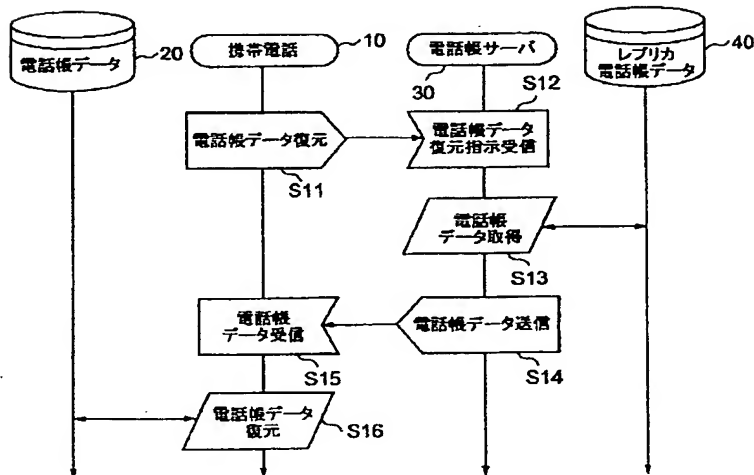 電話帳データ
20
携帯電話
10
電話帳サーバ
30
レプリカ
電話帳データ
40
電話帳データ復元
S11
S12
電話帳データ
復元指示受信
電話帳
データ取得
S13
電話帳データ送信
S14
電話帳
データ受信
S15
電話帳データ
復元
S16